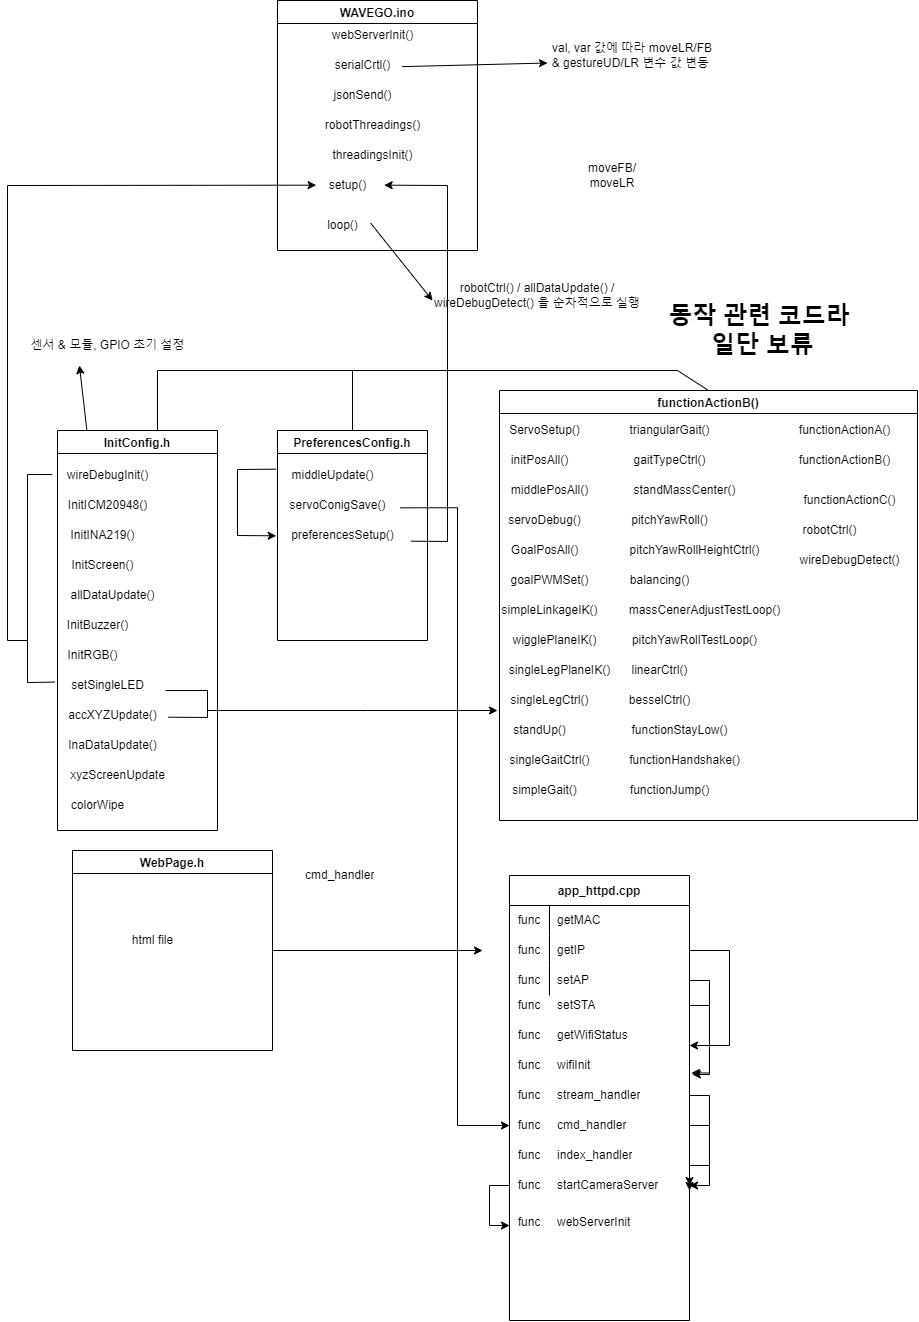 WAVEGO.ino
webServerInit()
serialCrtl()
jsonSend()
robotThreadings()
threadingsInit()
setup()
loop()
val, var 값에 따라 moveLR/FB
& gestureUD/LR 변수 값 변동
moveFB/
moveLR
robotCtrl() / allDataUpdate() /
wireDebugDetect() 을 순차적으로 실행
동작 관련 코드라
일단 보류
센서 & 모듈, GPIO 초기 설정
InitConfig.h
wireDebugInit()
InitICM20948()
InitINA219()
InitScreen()
allDataUpdate()
InitBuzzer()
InitRGB()
setSingleLED
accXYZUpdate()
InaDataUpdate()
xyzScreenUpdate
colorWipe
PreferencesConfig.h
middleUpdate()
servoConigSave()
preferencesSetup()
functionActionB()
ServoSetup()
initPosAll()
middlePosAll()
servoDebug()
GoalPosAll()
goalPWMSet()
simpleLinkageIK()
wigglePlaneIK()
singleLegPlaneIK()
singleLegCtrl()
standUp()
singleGaitCtrl()
simpleGait()
triangularGait()
gaitTypeCtrl()
standMassCenter()
pitchYawRoll()
pitchYawRollHeightCtrl()
balancing()
massCenerAdjustTestLoop()
pitchYawRollTestLoop()
linearCtrl()
besselCtrl()
functionStayLow()
functionHandshake()
functionJump()
functionActionA()
functionActionB()
functionActionC()
robotCtrl()
wireDebugDetect()
WebPage.h
html file
cmd_handler
app_httpd.cpp
func getMAC
func getIP
func setAP
func setSTA
func getWifiStatus
func wifiInit
func stream_handler
func cmd_handler
func index_handler
func startCameraServer
func webServerInit